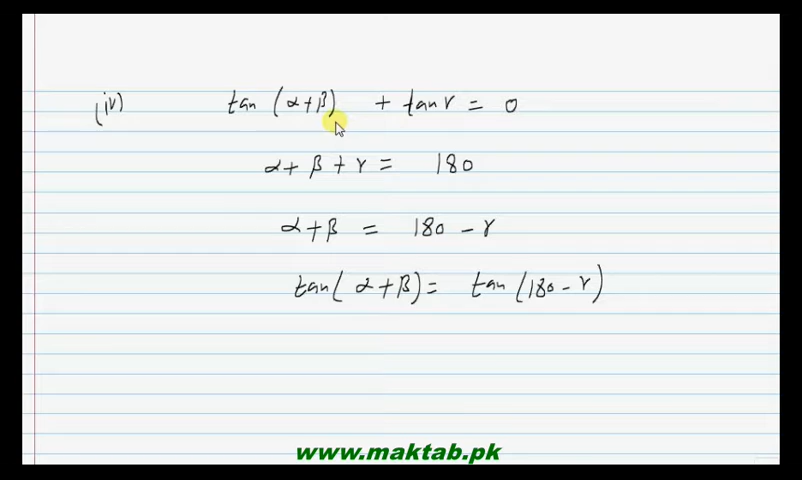 (iv) tan (α+β) + tan γ = 0
α + β + γ = 180
α+β = 180 - γ
tan( α+β) = tan (180 - γ)
www.maktab.pk